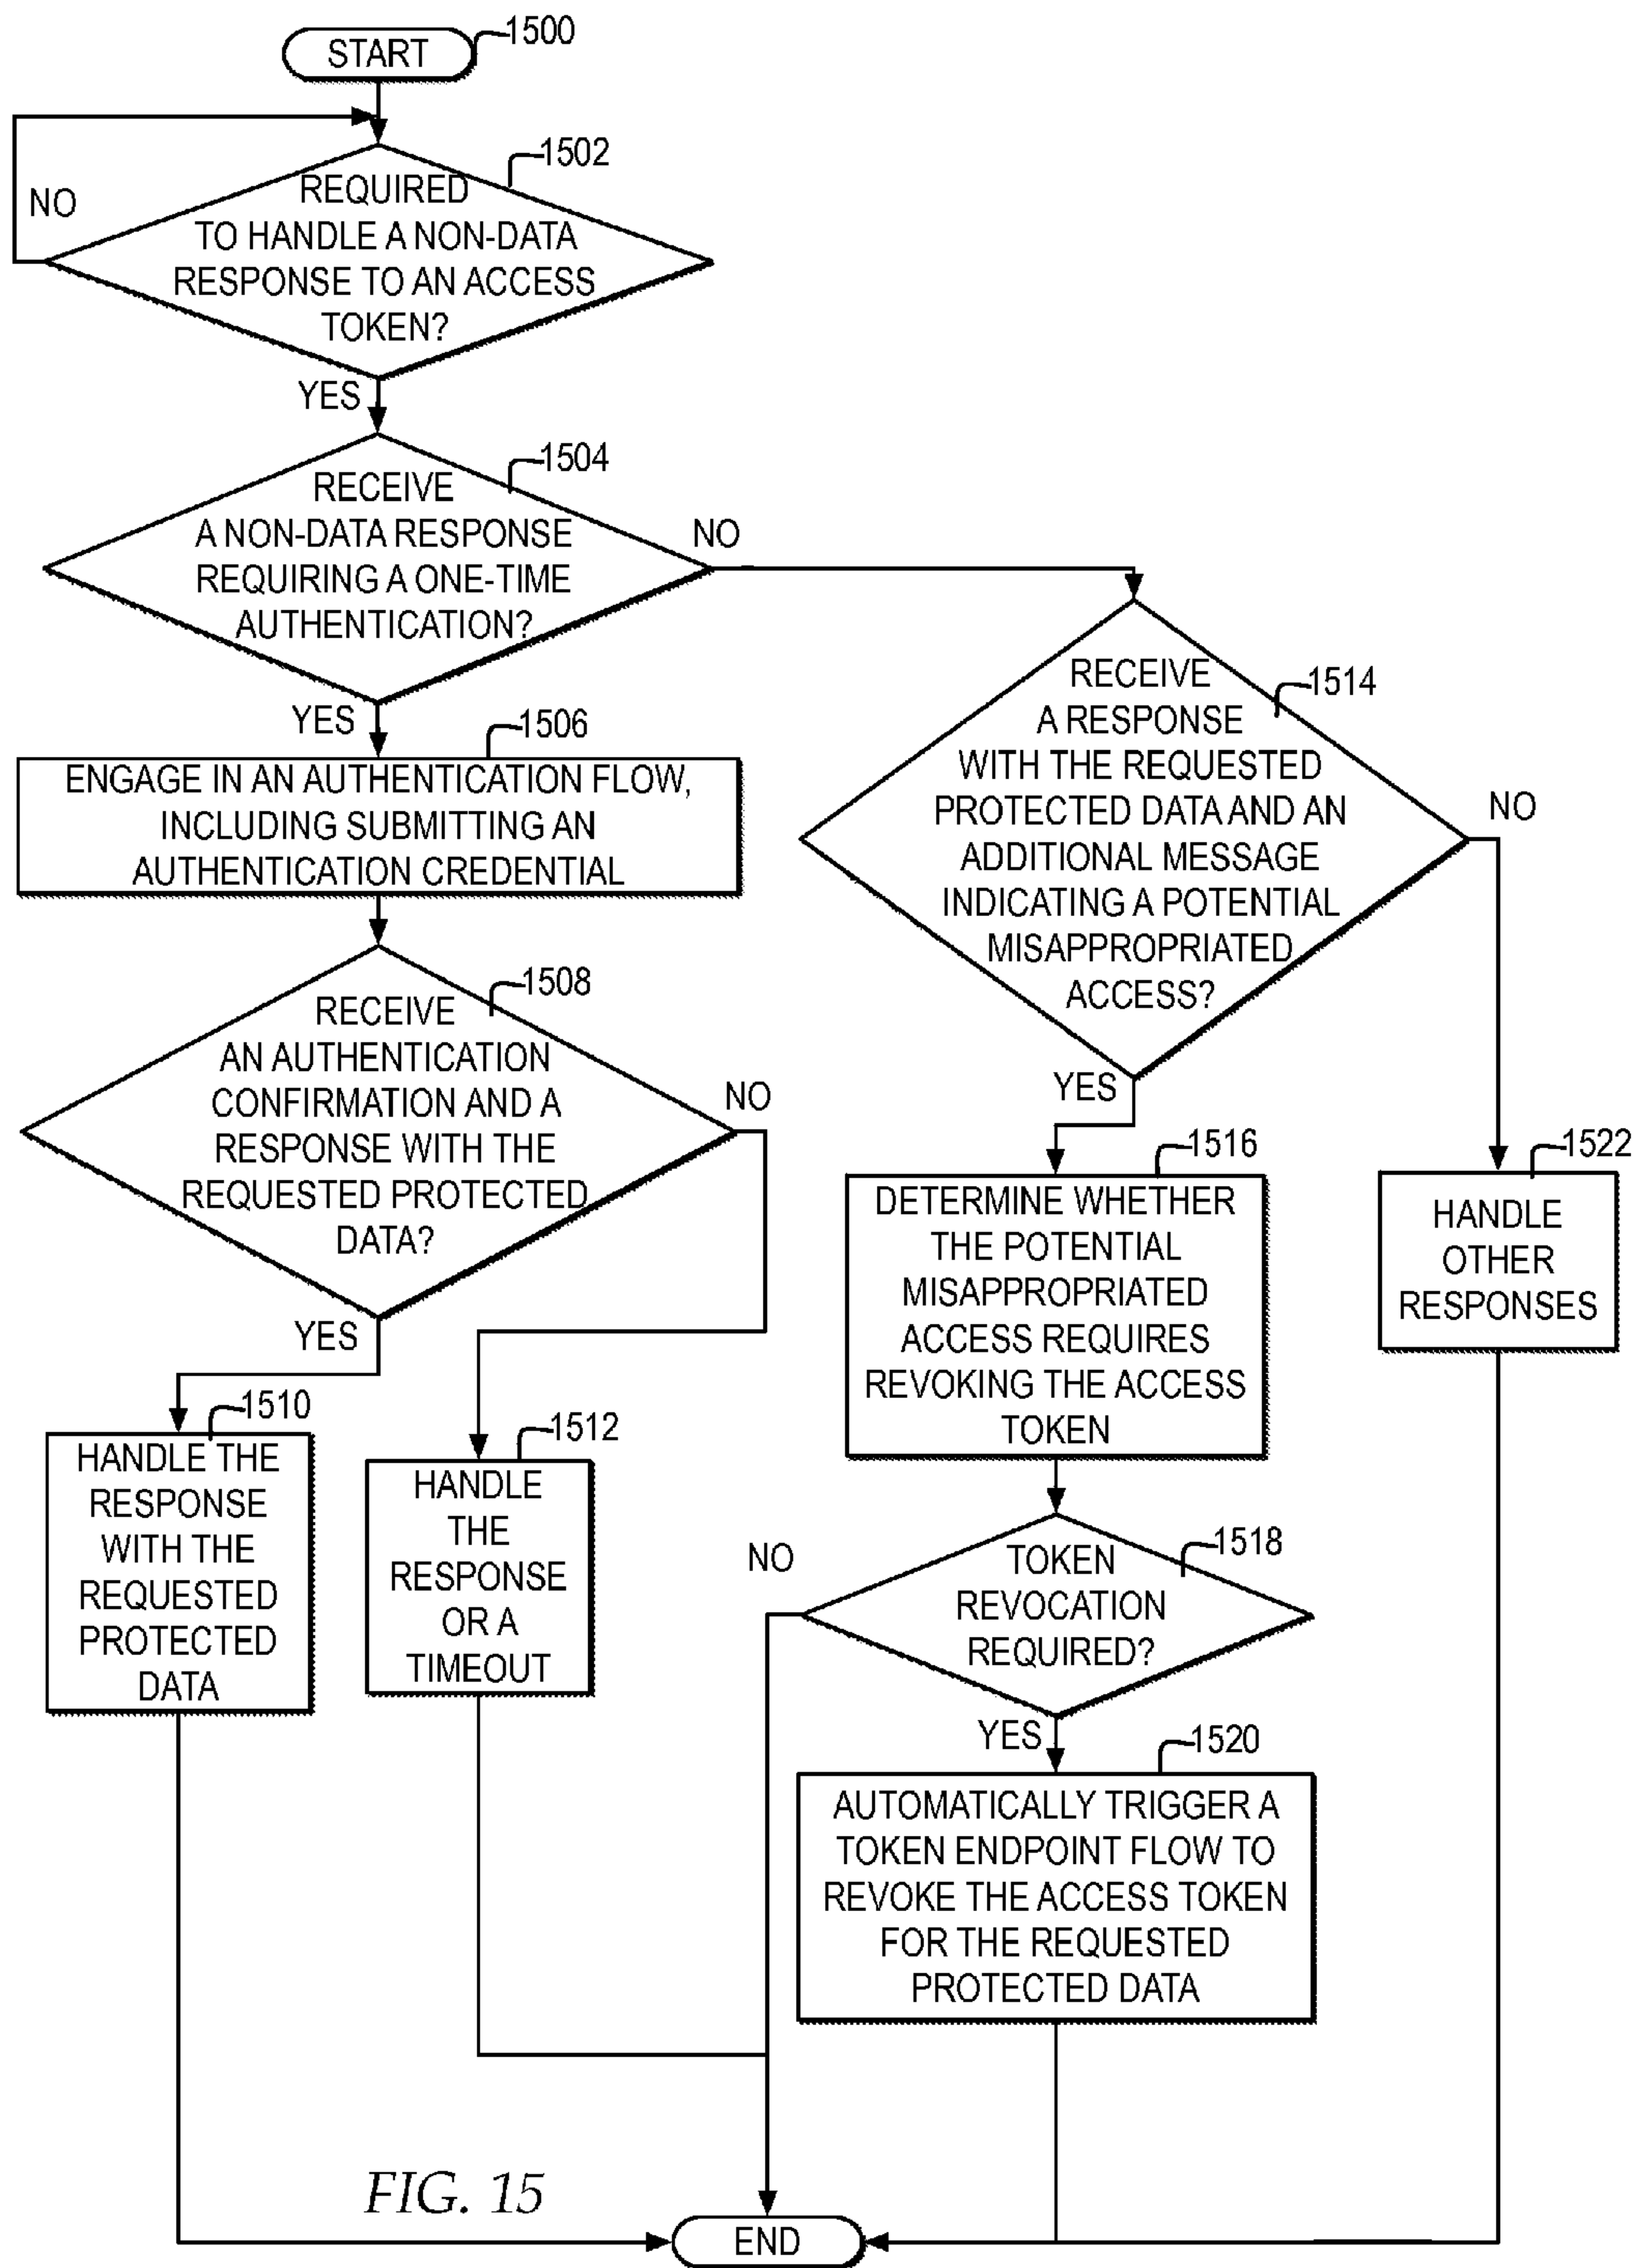 START
1500
1502
NO
REQUIRED
TO HANDLE A NON-DATA
RESPONSE TO AN ACCESS
TOKEN?
YES
1504
RECEIVE
A NON-DATA RESPONSE
REQUIRING A ONE-TIME
AUTHENTICATION?
NO
YES
1506
ENGAGE IN AN AUTHENTICATION FLOW,
INCLUDING SUBMITTING AN
AUTHENTICATION CREDENTIAL
1508
RECEIVE
AN AUTHENTICATION
CONFIRMATION AND A
RESPONSE WITH THE
REQUESTED PROTECTED
DATA?
NO
YES
1510
HANDLE THE
RESPONSE
WITH THE
REQUESTED
PROTECTED
DATA
1512
HANDLE
THE
RESPONSE
OR A
TIMEOUT
1514
RECEIVE
A RESPONSE
WITH THE REQUESTED
PROTECTED DATA AND AN
ADDITIONAL MESSAGE
INDICATING A POTENTIAL
MISAPPROPRIATED
ACCESS?
NO
YES
1516
DETERMINE WHETHER
THE POTENTIAL
MISAPPROPRIATED
ACCESS REQUIRES
REVOKING THE ACCESS
TOKEN
1522
HANDLE
OTHER
RESPONSES
1518
NO
TOKEN
REVOCATION
REQUIRED?
YES
1520
AUTOMATICALLY TRIGGER A
TOKEN ENDPOINT FLOW TO
REVOKE THE ACCESS TOKEN
FOR THE REQUESTED
PROTECTED DATA
FIG. 15
END